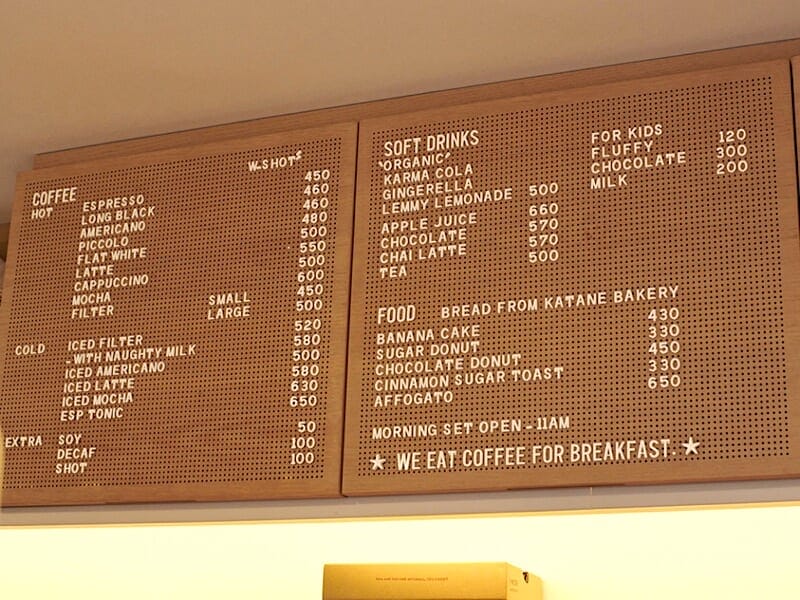 W-SHOTS
COFFEE
HOT ESPRESSO 450
LONG BLACK 460
AMERICANO 460
PICCOLO 480
FLAT WHITE 500
LATTE 550
CAPPUCCINO 500
MOCHA 600
FILTER SMALL 450
LARGE 500
COLD ICED FILTER 520
- WITH NAUGHTY MILK 580
ICED AMERICANO 500
ICED LATTE 580
ICED MOCHA 630
ESP TONIC 650
EXTRA SOY 50
DECAF 100
SHOT 100
SOFT DRINKS
"ORGANIC"
KARMA COLA
GINGERELLA
LEMMY LEMONADE 500
APPLE JUICE 660
CHOCOLATE 570
CHAI LATTE 570
TEA 500
FOR KIDS
FLUFFY 120
CHOCOLATE 300
MILK 200
FOOD BREAD FROM KATANE BAKERY
BANANA CAKE 430
SUGAR DONUT 330
CHOCOLATE DONUT 450
CINNAMON SUGAR TOAST 330
AFFOGATO 650
MORNING SET OPEN - 11AM
★ WE EAT COFFEE FOR BREAKFAST. ★